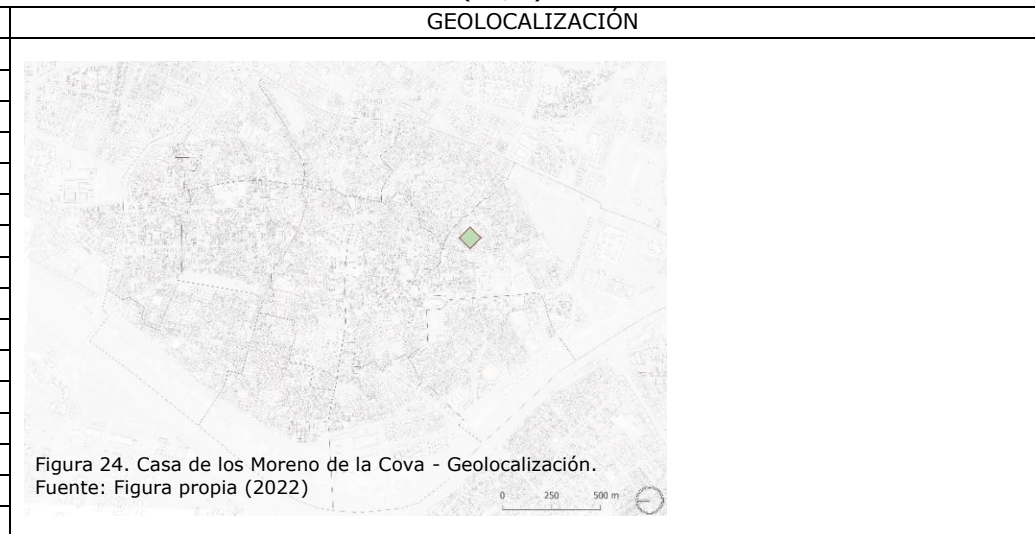 GEOLOCALIZACIÓN
Figura 24. Casa de los Moreno de la Cova - Geolocalización.
Fuente: Figura propia (2022)
0 250 500 m